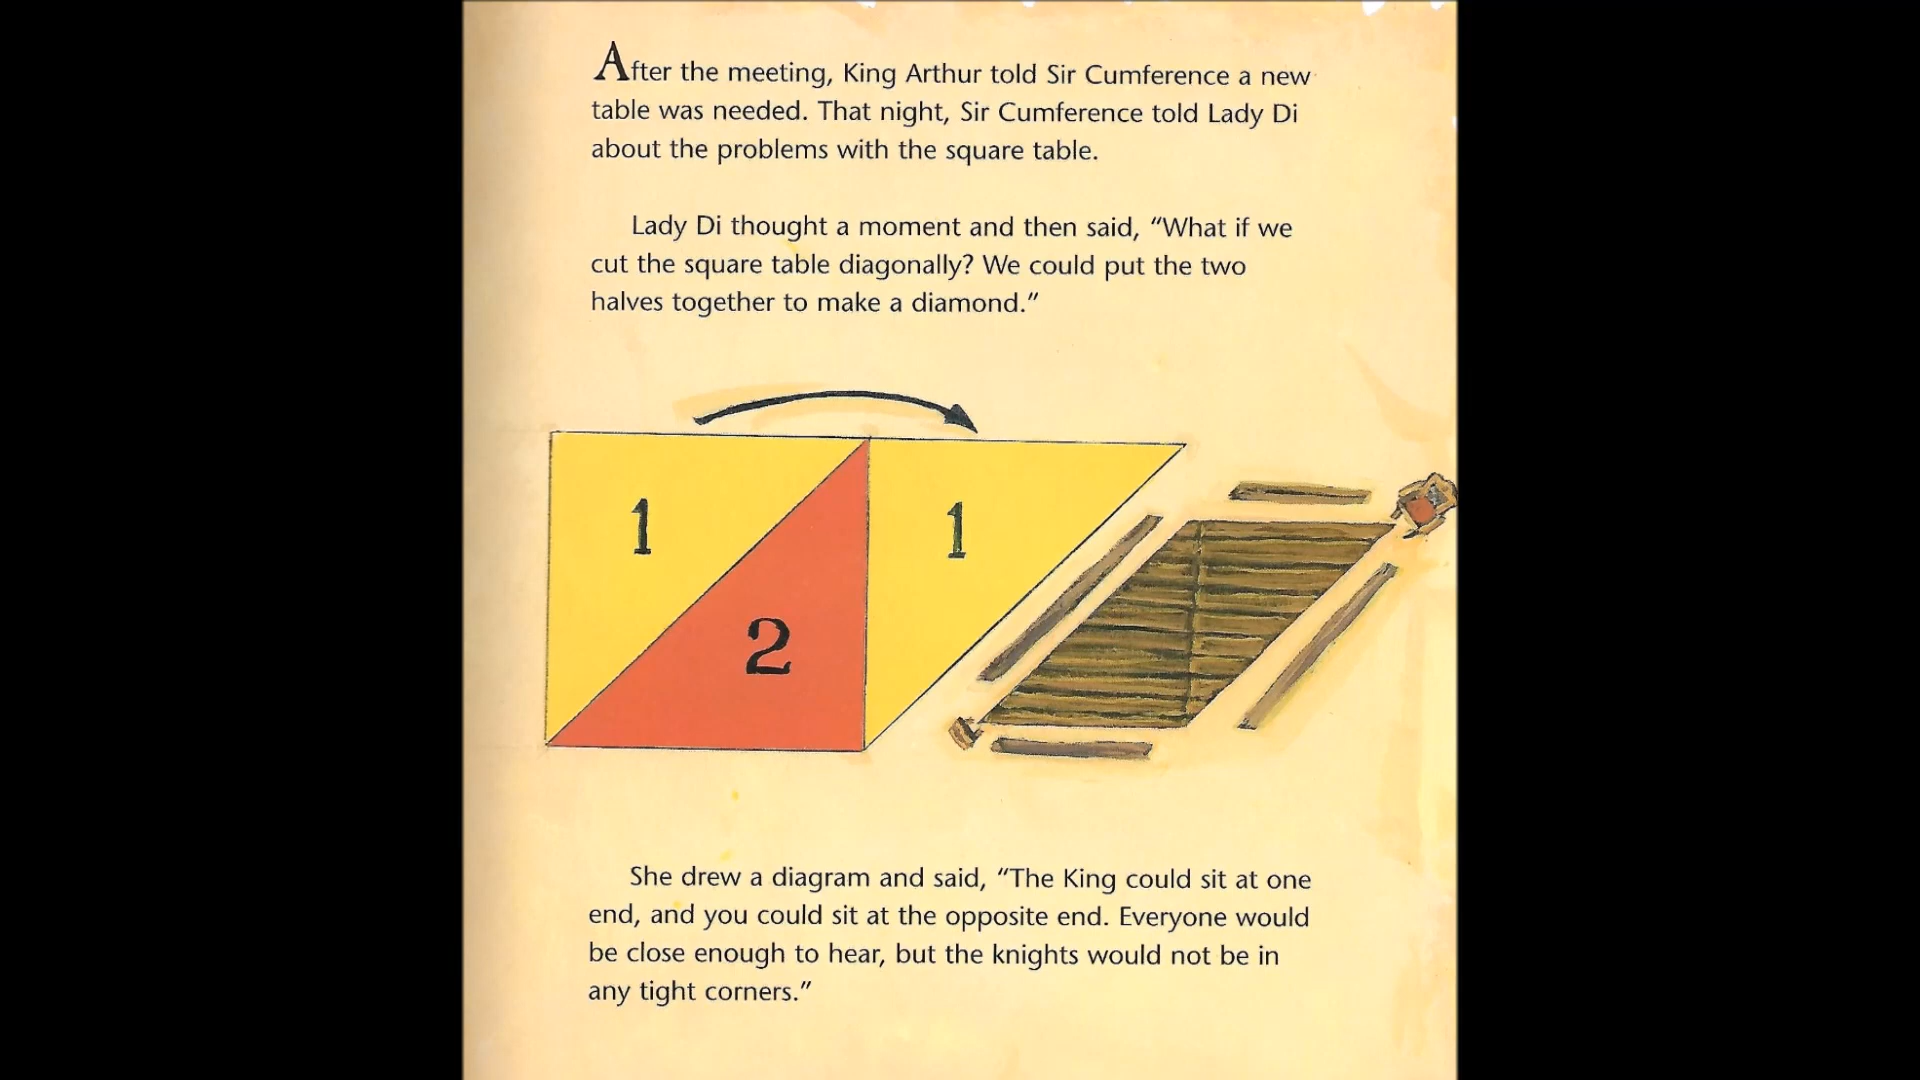 After the meeting, King Arthur told Sir Cumference a new
table was needed. That night, Sir Cumference told Lady Di
about the problems with the square table.
Lady Di thought a moment and then said, “What if we
cut the square table diagonally? We could put the two
halves together to make a diamond.”
1
1
2
She drew a diagram and said, “The King could sit at one
end, and you could sit at the opposite end. Everyone would
be close enough to hear, but the knights would not be in
any tight corners.”